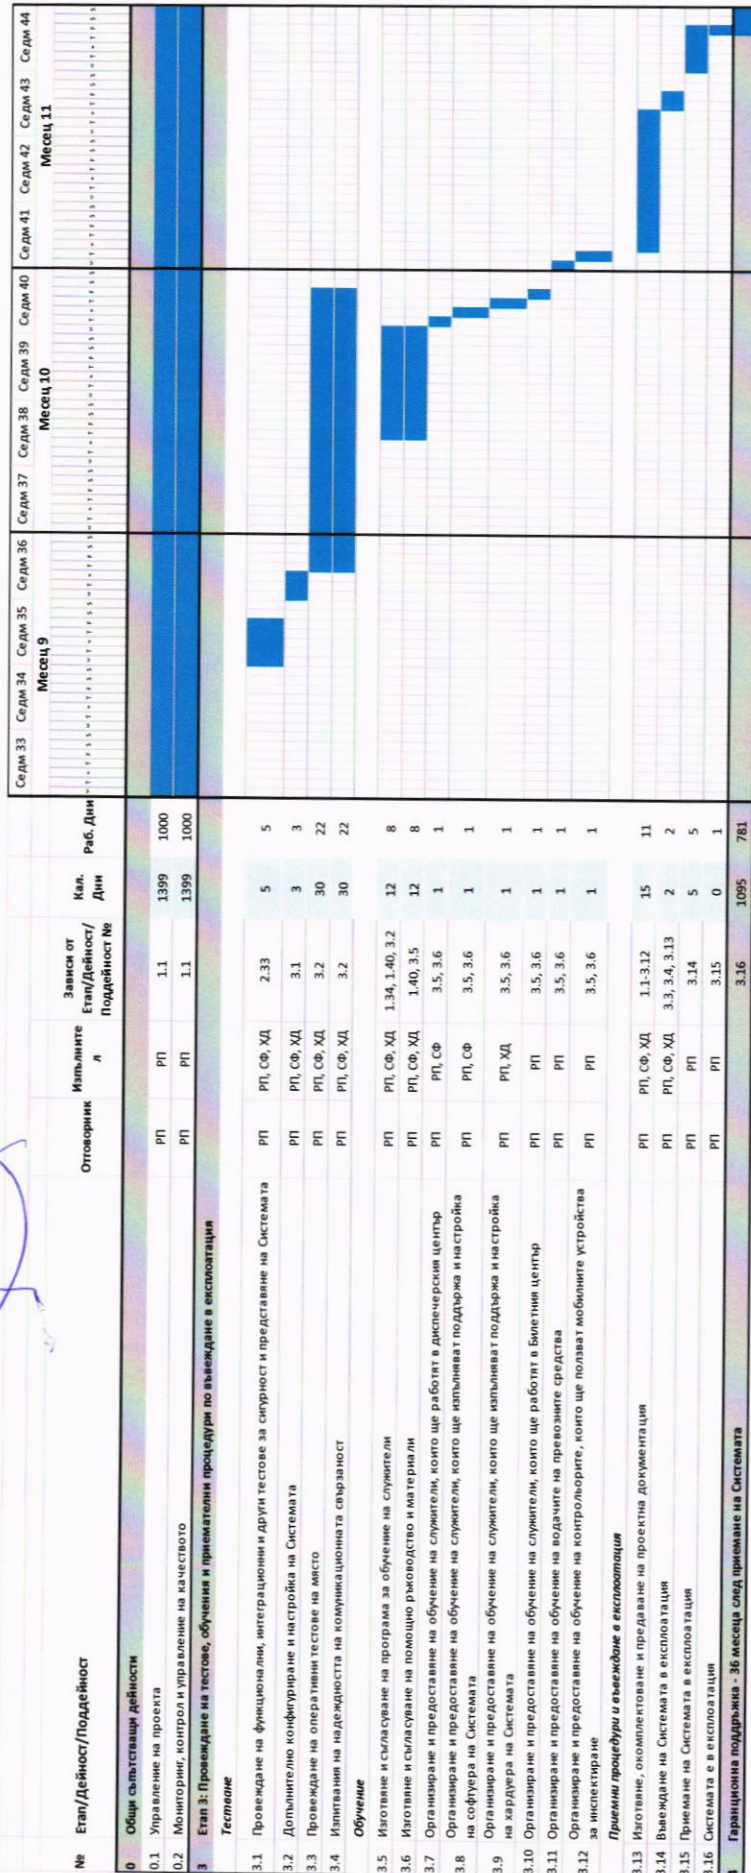 Седм 33 Седм 34 Седм 35 Седм 36 Седм 37 Седм 38 Седм 39 Седм 40 Седм 41 Седм 42 Седм 43 Седм 44
Месец 9 Месец 10 Месец 11
№ Етап/Дейност/Поддейност Отговорник Изпълнител Зависи от Етап/Дейност/Поддейност № Кал. Дни Раб. Дни
0 Общи съпътстващи дейности
0.1 Управление на проекта РП РП 1.1 1399 1000
0.2 Мониторинг, контрол и управление на качеството РП РП 1.1 1399 1000
3 Етап 3: Провеждане на тестове, обучения и приемателни процедури по въвеждане в експлоатация
Тестване
3.1 Провеждане на функционални, интеграционни и други тестове за сигурност и представяне на Системата РП РП, СФ, ХД 2.33 5 5
3.2 Допълнително конфигуриране и настройка на Системата РП РП, СФ, ХД 3.1 3 3
3.3 Провеждане на оперативни тестове на място РП РП, СФ, ХД 3.2 30 22
3.4 Изпитвания на надеждността на комуникационната свързаност РП РП, СФ, ХД 3.2 30 22
Обучение
3.5 Изготвяне и съгласуване на програма за обучение на служители РП РП, СФ, ХД 1.34, 1.40, 3.2 12 8
3.6 Изготвяне и съгласуване на помощно ръководство и материали РП РП, СФ, ХД 1.40, 3.5 12 8
3.7 Организиране и предоставяне на обучение на служители, които ще работят в диспечерския център РП РП, СФ 3.5, 3.6 1 1
3.8 Организиране и предоставяне на обучение на служители, които ще изпълняват поддържа и настройка на софтуера на Системата РП РП, СФ 3.5, 3.6 1 1
3.9 Организиране и предоставяне на обучение на служители, които ще изпълняват поддържа и настройка на хардуера на Системата РП РП, ХД 3.5, 3.6 1 1
3.10 Организиране и предоставяне на обучение на служители, които ще работят в Билетния център РП РП 3.5, 3.6 1 1
3.11 Организиране и предоставяне на обучение на водачите на превозните средства РП РП 3.5, 3.6 1 1
3.12 Организиране и предоставяне на обучение на контрольорите, които ще ползват мобилните устройства за инспектиране РП РП 3.5, 3.6 1 1
Приемни процедури и въвеждане в експлоатация
3.13 Изготвяне, окомплектоване и предаване на проектна документация РП РП, СФ, ХД 1.1-3.12 15 11
3.14 Въвеждане на Системата в експлоатация РП РП, СФ, ХД 3.3, 3.4, 3.13 2 2
3.15 Приемане на Системата в експлоатация РП РП 3.14 5 5
3.16 Системата е в експлоатация РП РП 3.15 0 1
Гаранционна поддръжка - 36 месеца след приемане на Системата 3.16 1095 781